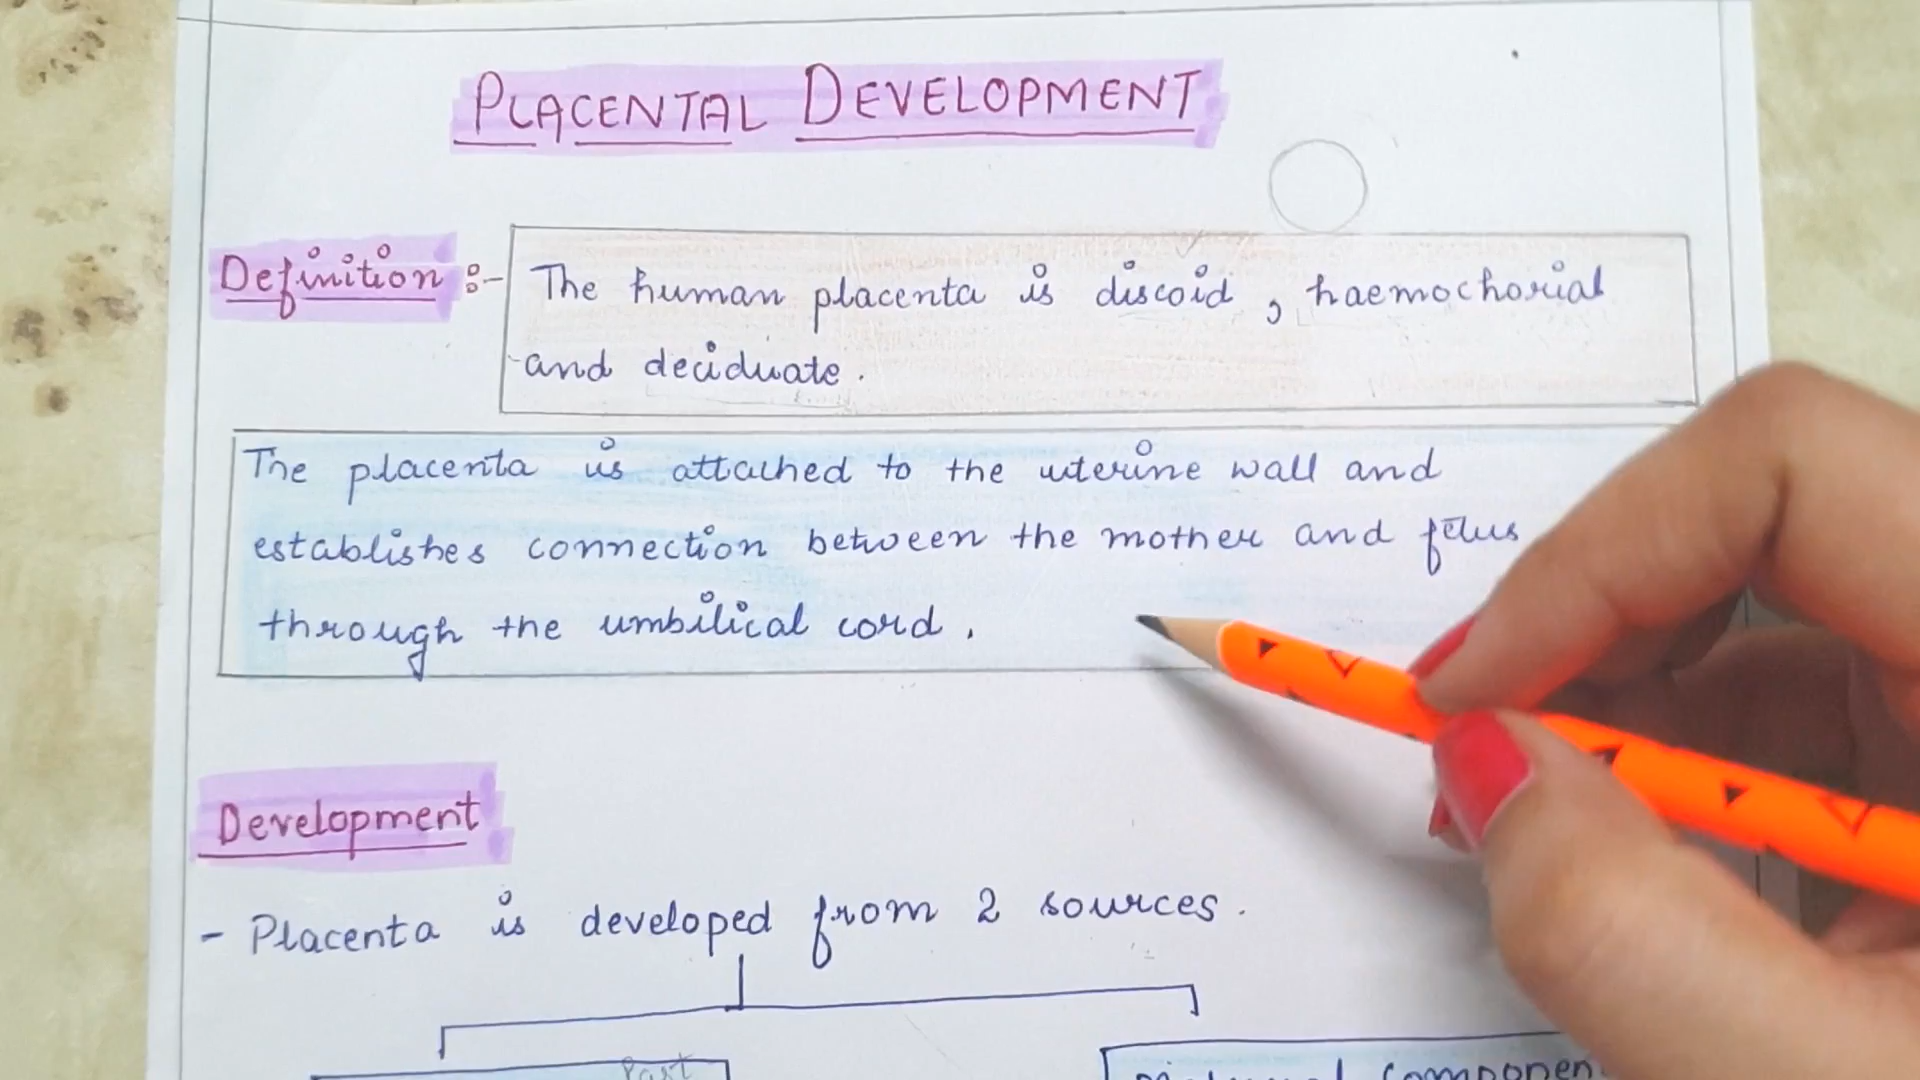 PLACENTAL DEVELOPMENT
Definition :- The human placenta is discoid, haemochorial
and deciduate.
The placenta is attached to the uterine wall and
establishes connection between the mother and fetus
through the umbilical cord.
Development
- Placenta is developed from 2 sources.
Part